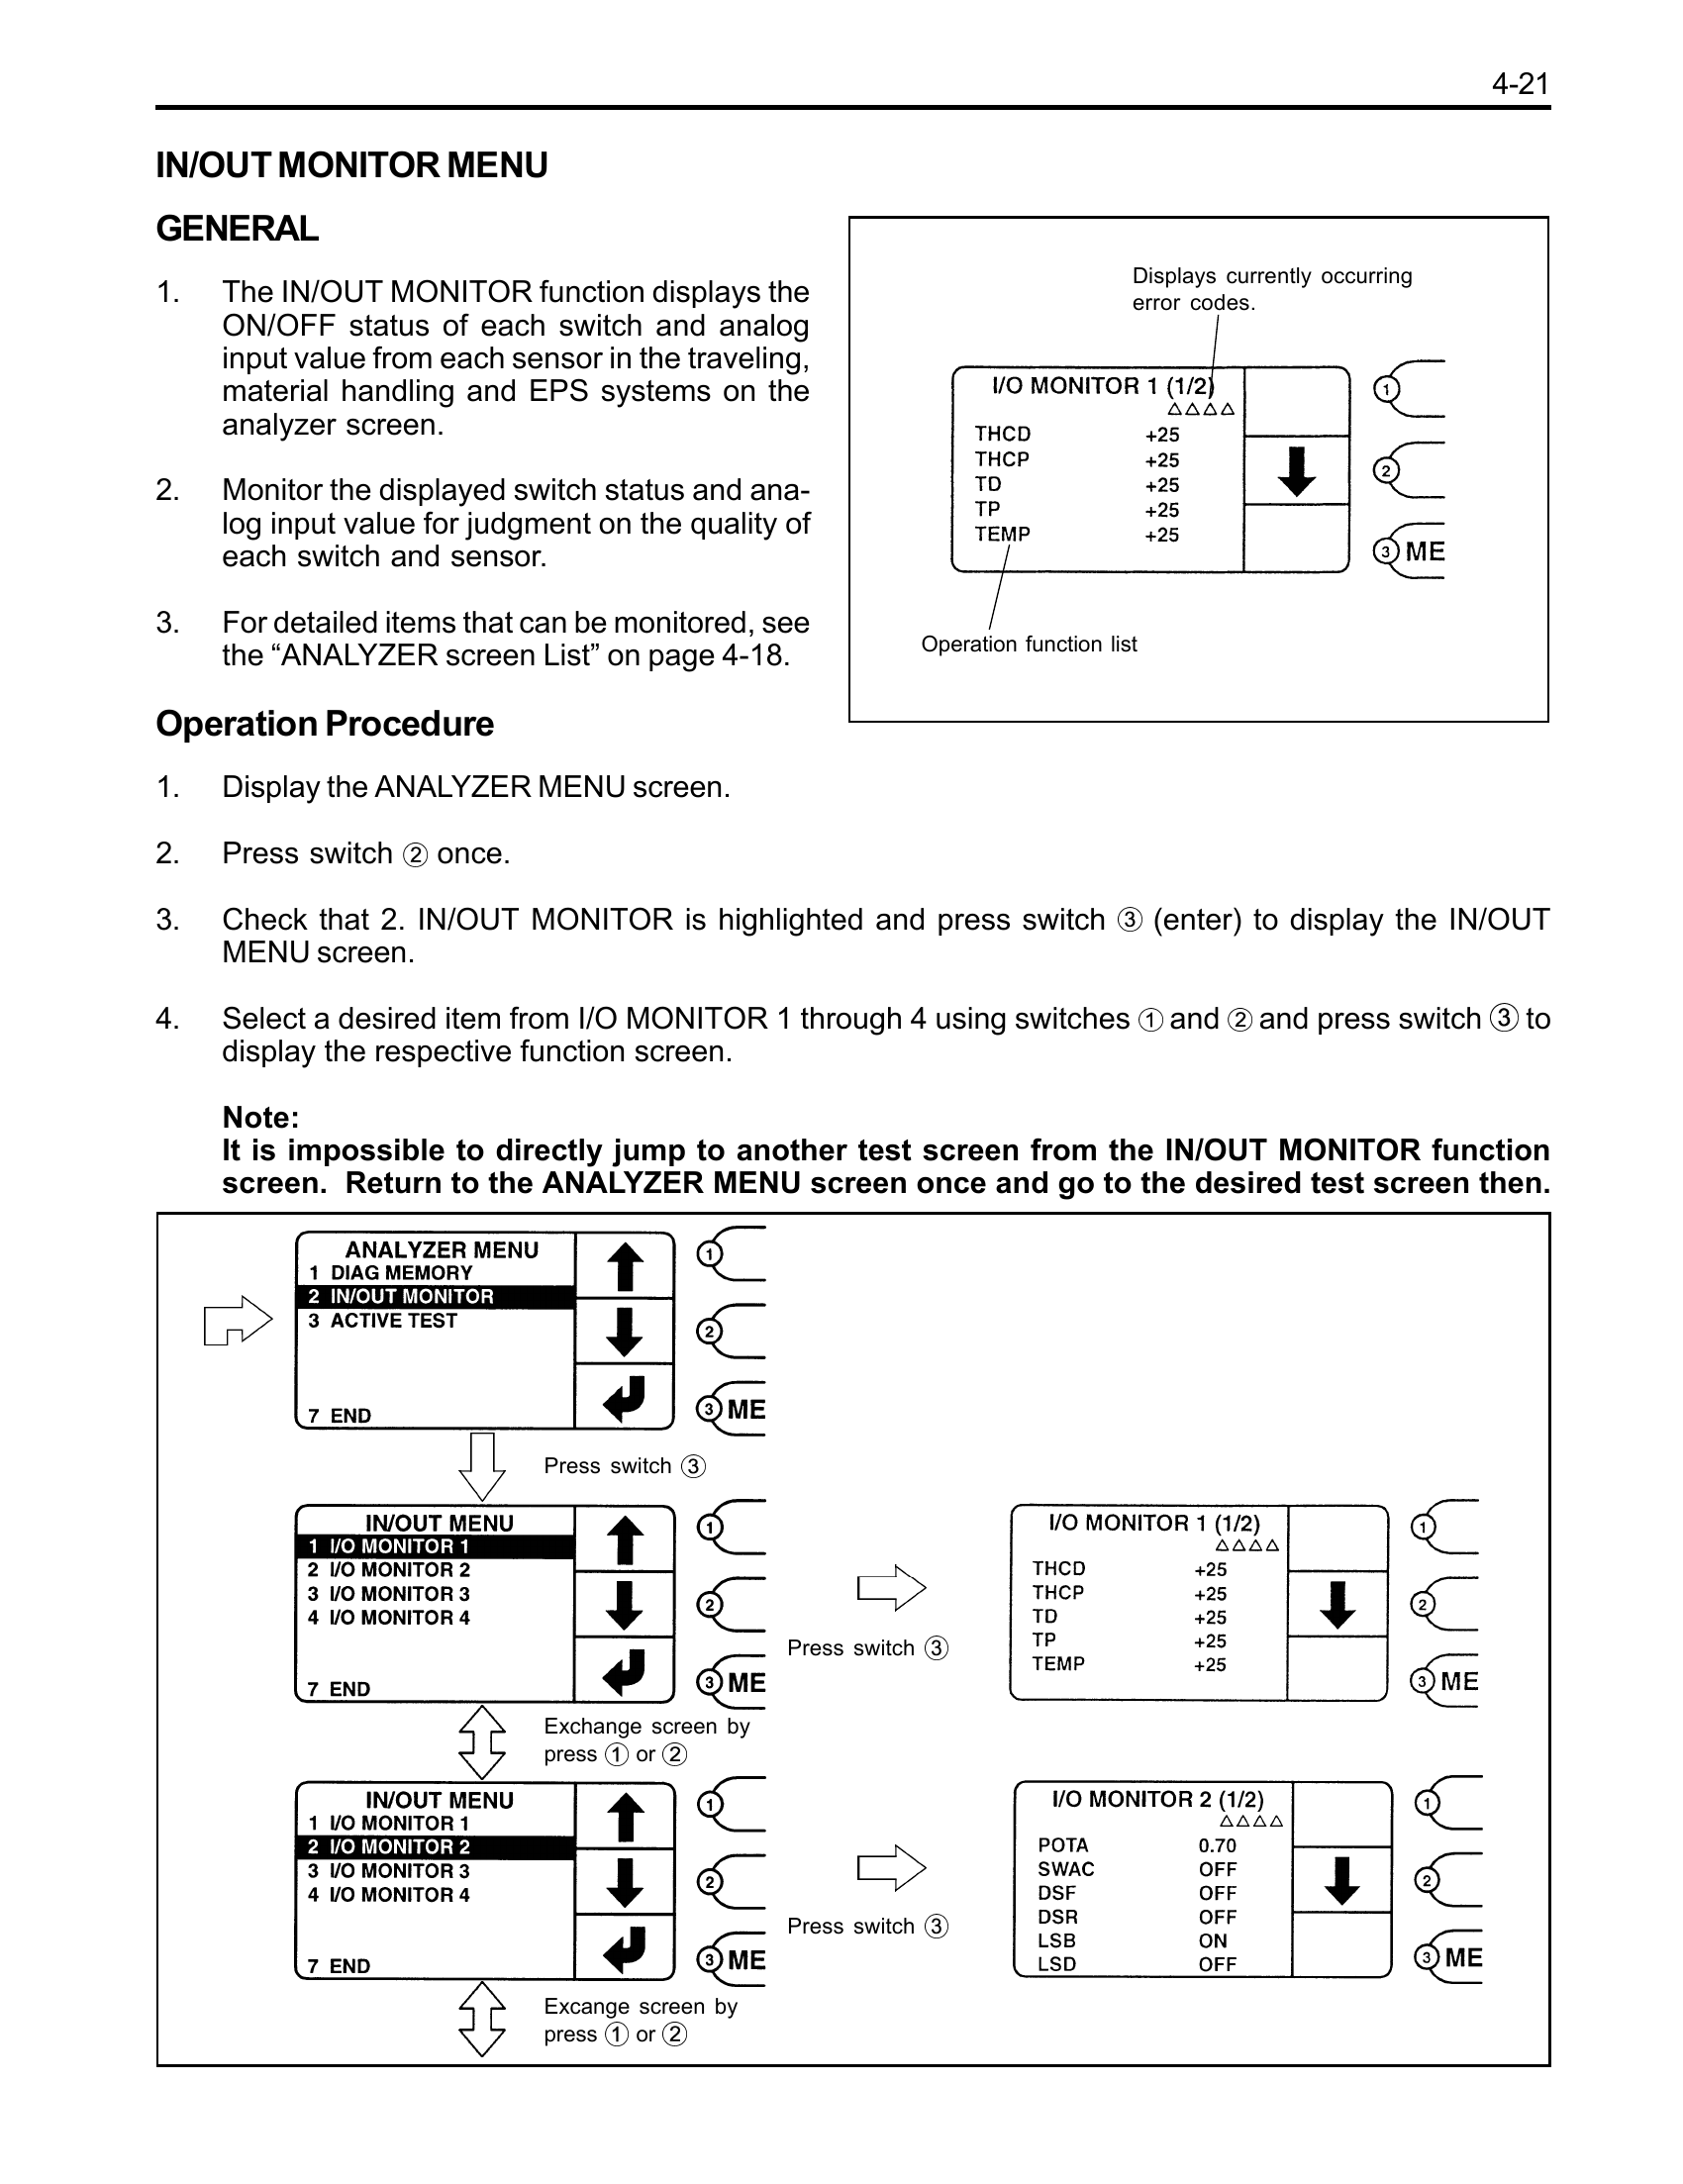 4-21
IN/OUT MONITOR MENU
GENERAL
1. The IN/OUT MONITOR function displays the
ON/OFF status of each switch and analog
input value from each sensor in the traveling,
material handling and EPS systems on the
analyzer screen.
2. Monitor the displayed switch status and ana-
log input value for judgment on the quality of
each switch and sensor.
3. For detailed items that can be monitored, see
the “ANALYZER screen List” on page 4-18.
Displays currently occurring
error codes.
I/O MONITOR 1 (1/2)
△△△△
THCD +25
THCP +25
TD +25
TP +25
TEMP +25
①
②
③ ME
Operation function list
Operation Procedure
1. Display the ANALYZER MENU screen.
2. Press switch ② once.
3. Check that 2. IN/OUT MONITOR is highlighted and press switch ③ (enter) to display the IN/OUT
MENU screen.
4. Select a desired item from I/O MONITOR 1 through 4 using switches ① and ② and press switch ③ to
display the respective function screen.
Note:
It is impossible to directly jump to another test screen from the IN/OUT MONITOR function
screen. Return to the ANALYZER MENU screen once and go to the desired test screen then.
ANALYZER MENU
1 DIAG MEMORY
2 IN/OUT MONITOR
3 ACTIVE TEST
7 END
①
②
③ ME
Press switch ③
IN/OUT MENU
1 I/O MONITOR 1
2 I/O MONITOR 2
3 I/O MONITOR 3
4 I/O MONITOR 4
7 END
①
②
③ ME
Press switch ③
I/O MONITOR 1 (1/2)
△△△△
THCD +25
THCP +25
TD +25
TP +25
TEMP +25
①
②
③ ME
Exchange screen by
press ① or ②
IN/OUT MENU
1 I/O MONITOR 1
2 I/O MONITOR 2
3 I/O MONITOR 3
4 I/O MONITOR 4
7 END
①
②
③ ME
Press switch ③
I/O MONITOR 2 (1/2)
△△△△
POTA 0.70
SWAC OFF
DSF OFF
DSR OFF
LSB ON
LSD OFF
①
②
③ ME
Excange screen by
press ① or ②